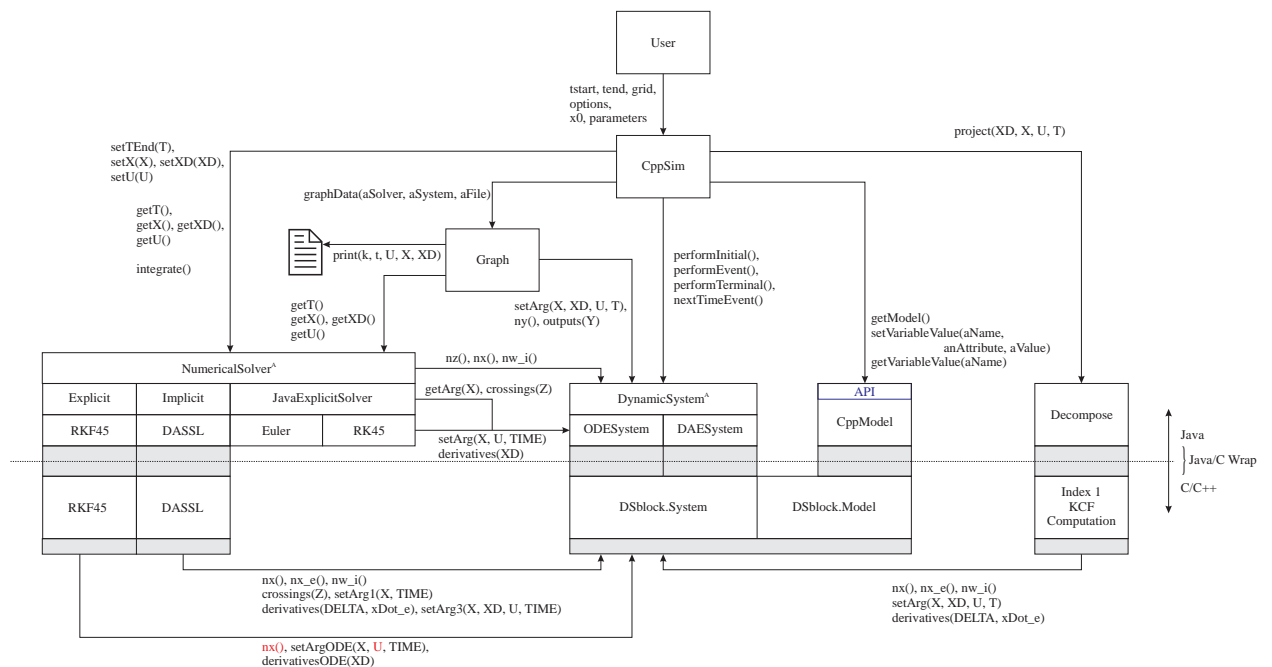 User
tstart, tend, grid,
options,
x0, parameters
project(XD, X, U, T)
CppSim
setTEnd(T),
setX(X), setXD(XD),
setU(U)
getT(),
getX(), getXD(),
getU()
integrate()
graphData(aSolver, aSystem, aFile)
print(k, t, U, X, XD)
Graph
performInitial(),
performEvent(),
performTerminal(),
nextTimeEvent()
getT()
getX(), getXD()
getU()
setArg(X, XD, U, T),
ny(), outputs(Y)
getModel()
setVariableValue(aName,
anAttribute, aValue)
getVariableValue(aName)
NumericalSolverᴬ
nz(), nx(), nw_i()
Explicit
Implicit
JavaExplicitSolver
getArg(X), crossings(Z)
DynamicSystemᴬ
API
RKF45
DASSL
Euler
RK45
setArg(X, U, TIME)
derivatives(XD)
ODESystem
DAESystem
CppModel
Decompose
Java
Java/C Wrap
C/C++
RKF45
DASSL
DSblock.System
DSblock.Model
Index 1
KCF
Computation
nx(), nx_e(), nw_i()
crossings(Z), setArg1(X, TIME)
derivatives(DELTA, xDot_e), setArg3(X, XD, U, TIME)
nx(), nx_e(), nw_i()
setArg(X, XD, U, T)
derivatives(DELTA, xDot_e)
nx(), setArgODE(X, U, TIME),
derivativesODE(XD)